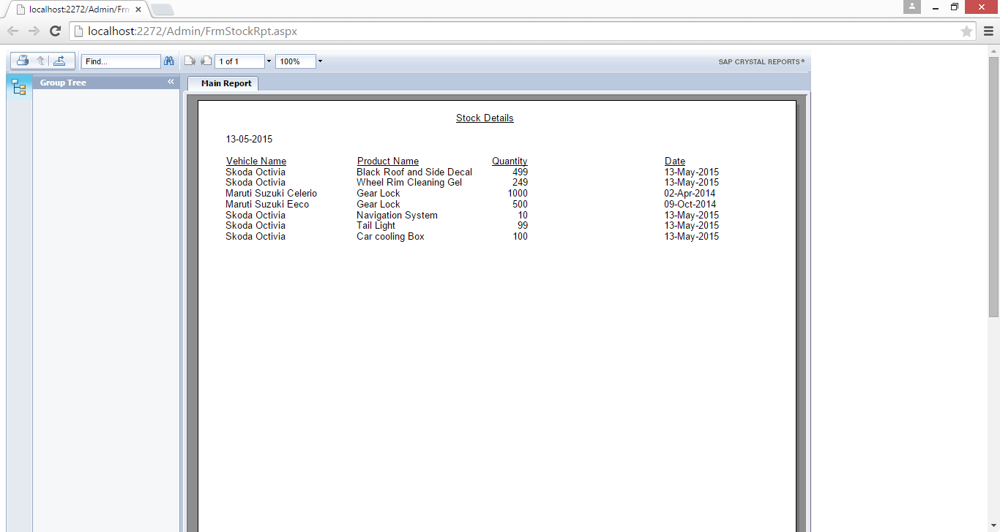 localhost:2272/Admin/Frm
localhost:2272/Admin/FrmStockRpt.aspx
Find... 1 of 1 100% SAP CRYSTAL REPORTS®
Group Tree
Main Report
Stock Details
13-05-2015
Vehicle Name Product Name Quantity Date
Skoda Octivia Black Roof and Side Decal 499 13-May-2015
Skoda Octivia Wheel Rim Cleaning Gel 249 13-May-2015
Maruti Suzuki Celerio Gear Lock 1000 02-Apr-2014
Maruti Suzuki Eeco Gear Lock 500 09-Oct-2014
Skoda Octivia Navigation System 10 13-May-2015
Skoda Octivia Tail Light 99 13-May-2015
Skoda Octivia Car cooling Box 100 13-May-2015